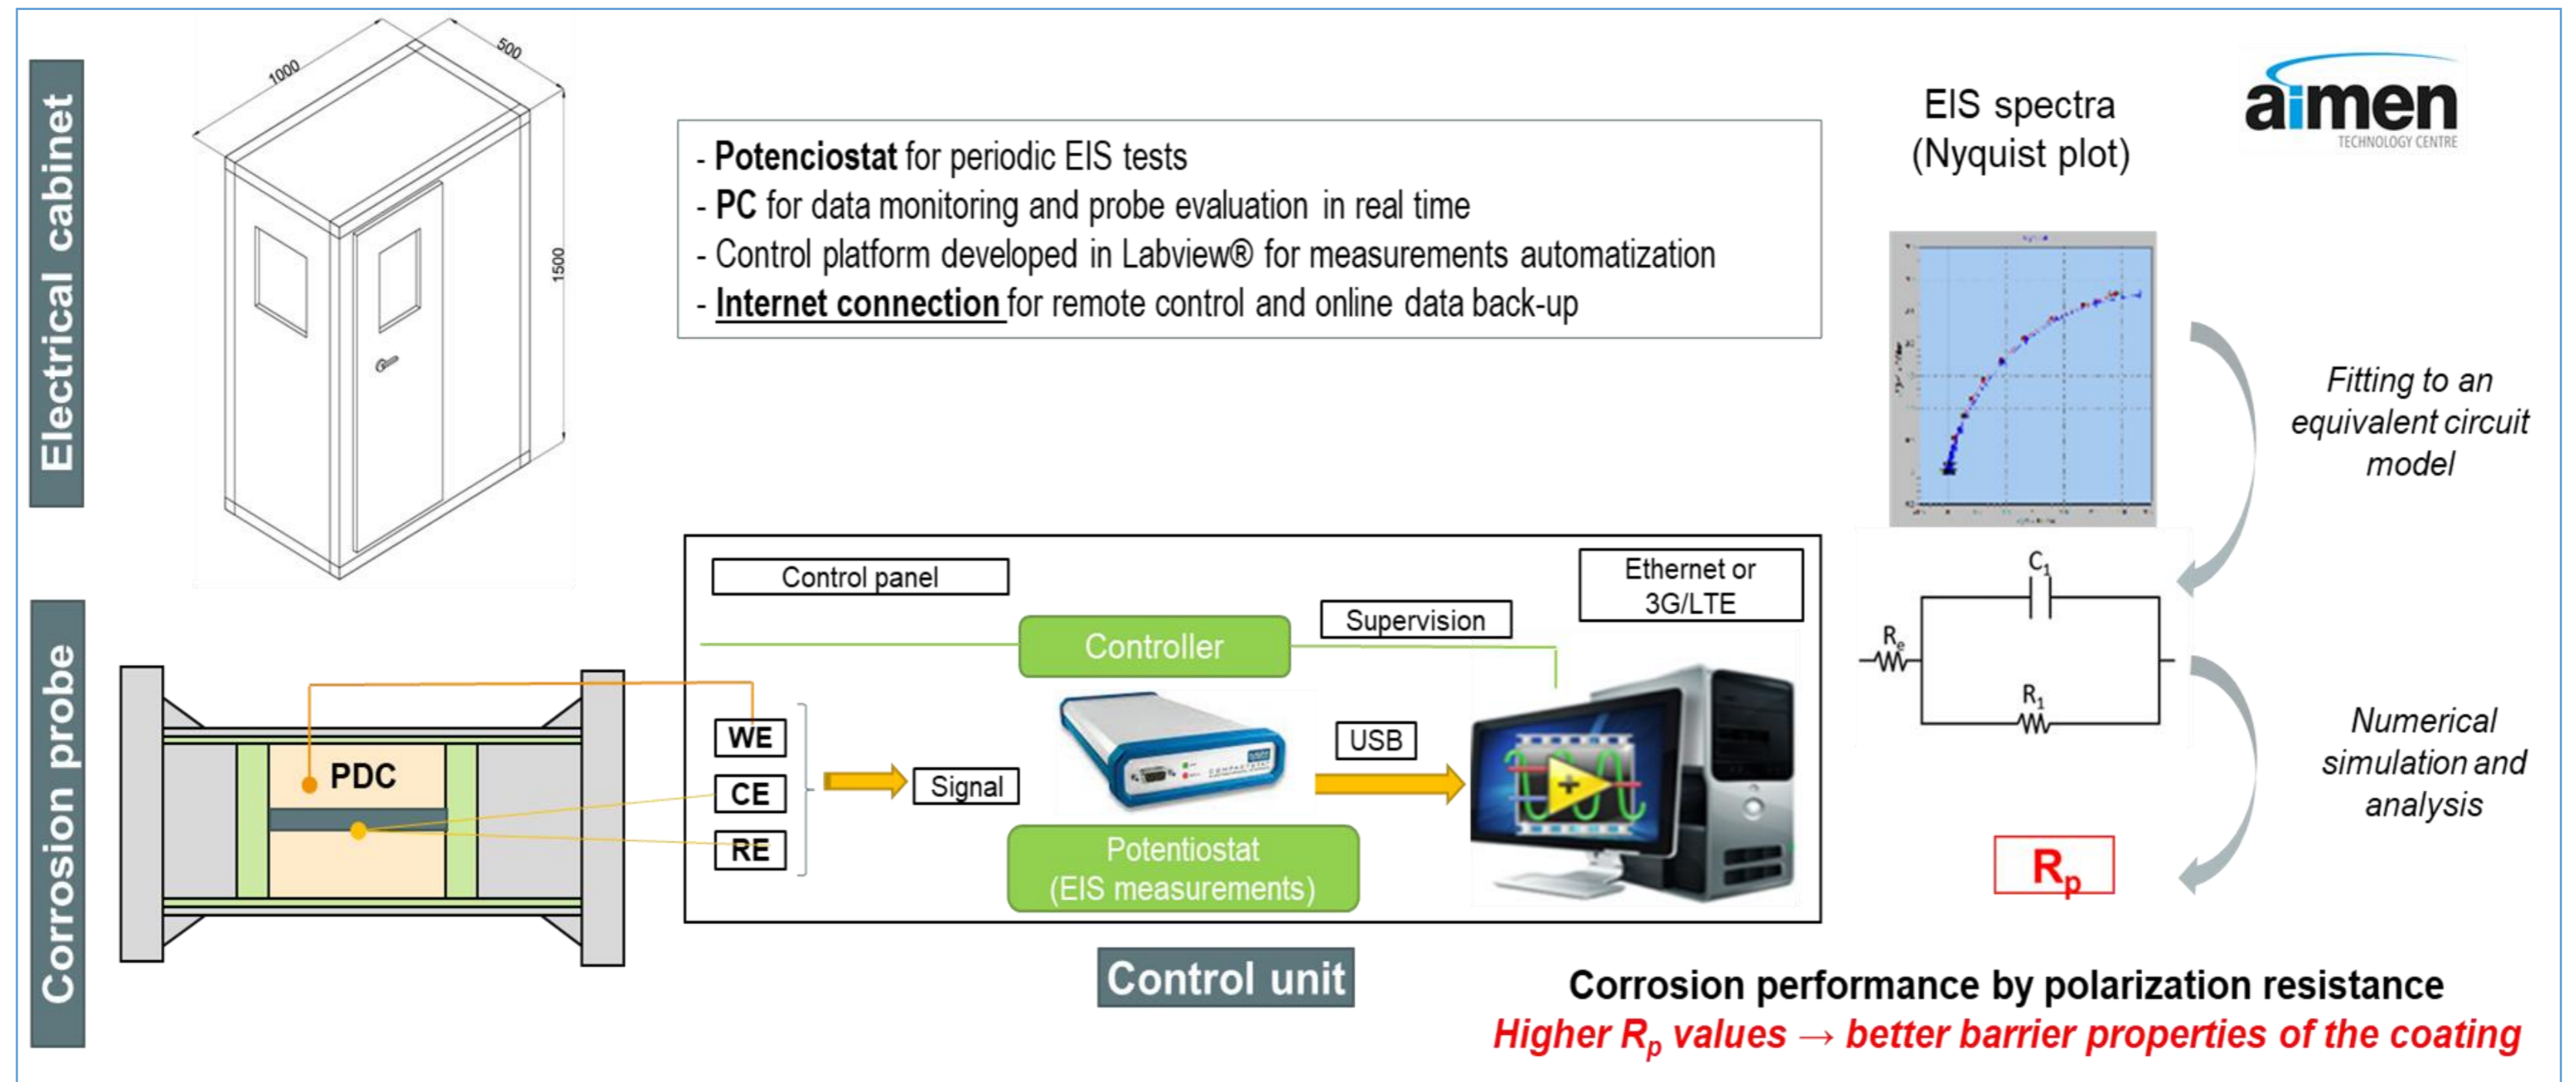 Electrical cabinet
1000
500
1500
- Potenciostat for periodic EIS tests
- PC for data monitoring and probe evaluation in real time
- Control platform developed in Labview® for measurements automatization
- Internet connection for remote control and online data back-up
EIS spectra
(Nyquist plot)
aimen
TECHNOLOGY CENTRE
Fitting to an
equivalent circuit
model
Corrosion probe
PDC
Control panel
Controller
Supervision
Ethernet or
3G/LTE
WE
CE
RE
Signal
COMPACTSTAT
USB
Potentiostat
(EIS measurements)
Control unit
C1
Re
R1
Numerical
simulation and
analysis
Rp
Corrosion performance by polarization resistance
Higher Rp values → better barrier properties of the coating